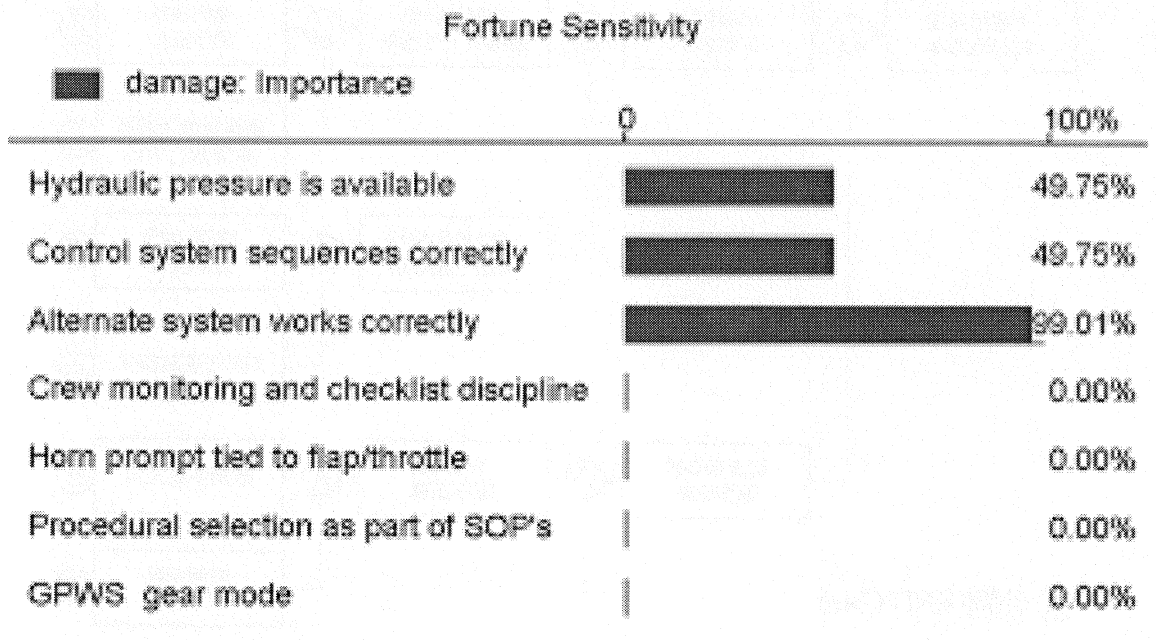 Fortune Sensitivity
damage: Importance
0 100%
Hydraulic pressure is available 49.75%
Control system sequences correctly 49.75%
Alternate system works correctly 99.01%
Crew monitoring and checklist discipline 0.00%
Horn prompt tied to flap/throttle 0.00%
Procedural selection as part of SOP's 0.00%
GPWS gear mode 0.00%